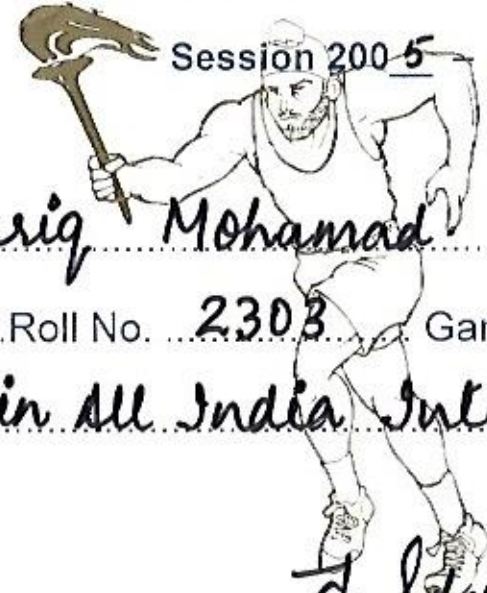 Session 2005 -
riq Mohamad
Roll No. 2303 Gar
in All India Int